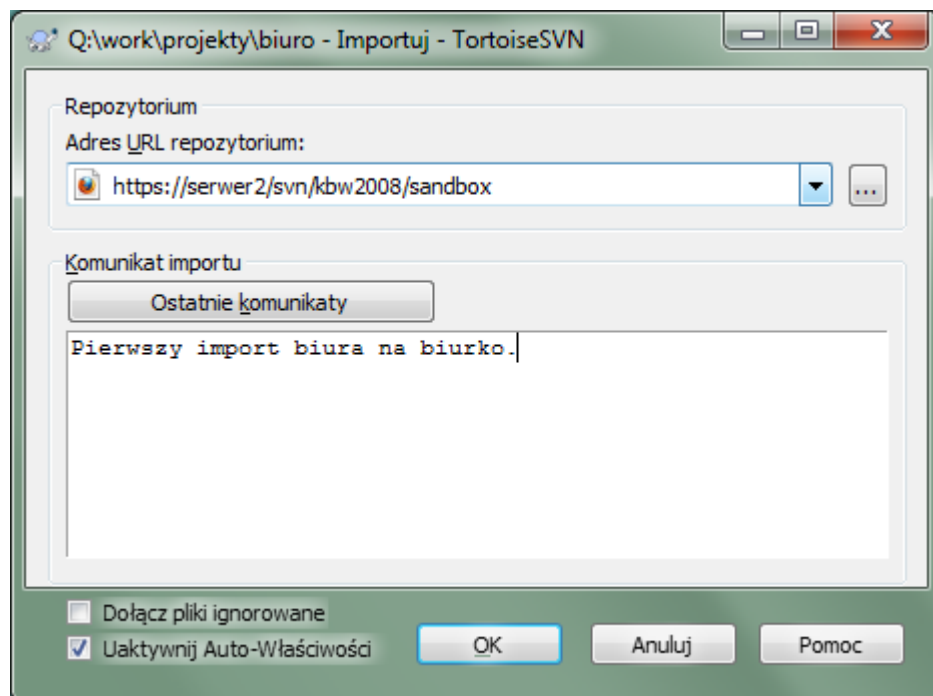 Q:\work\projekty\biuro - Importuj - TortoiseSVN
Repozytorium
Adres URL repozytorium:
https://serwer2/svn/kbw2008/sandbox
...
Komunikat importu
Ostatnie komunikaty
Pierwszy import biura na biurko.
Dołącz pliki ignorowane
Uaktywnij Auto-Właściwości
OK
Anuluj
Pomoc